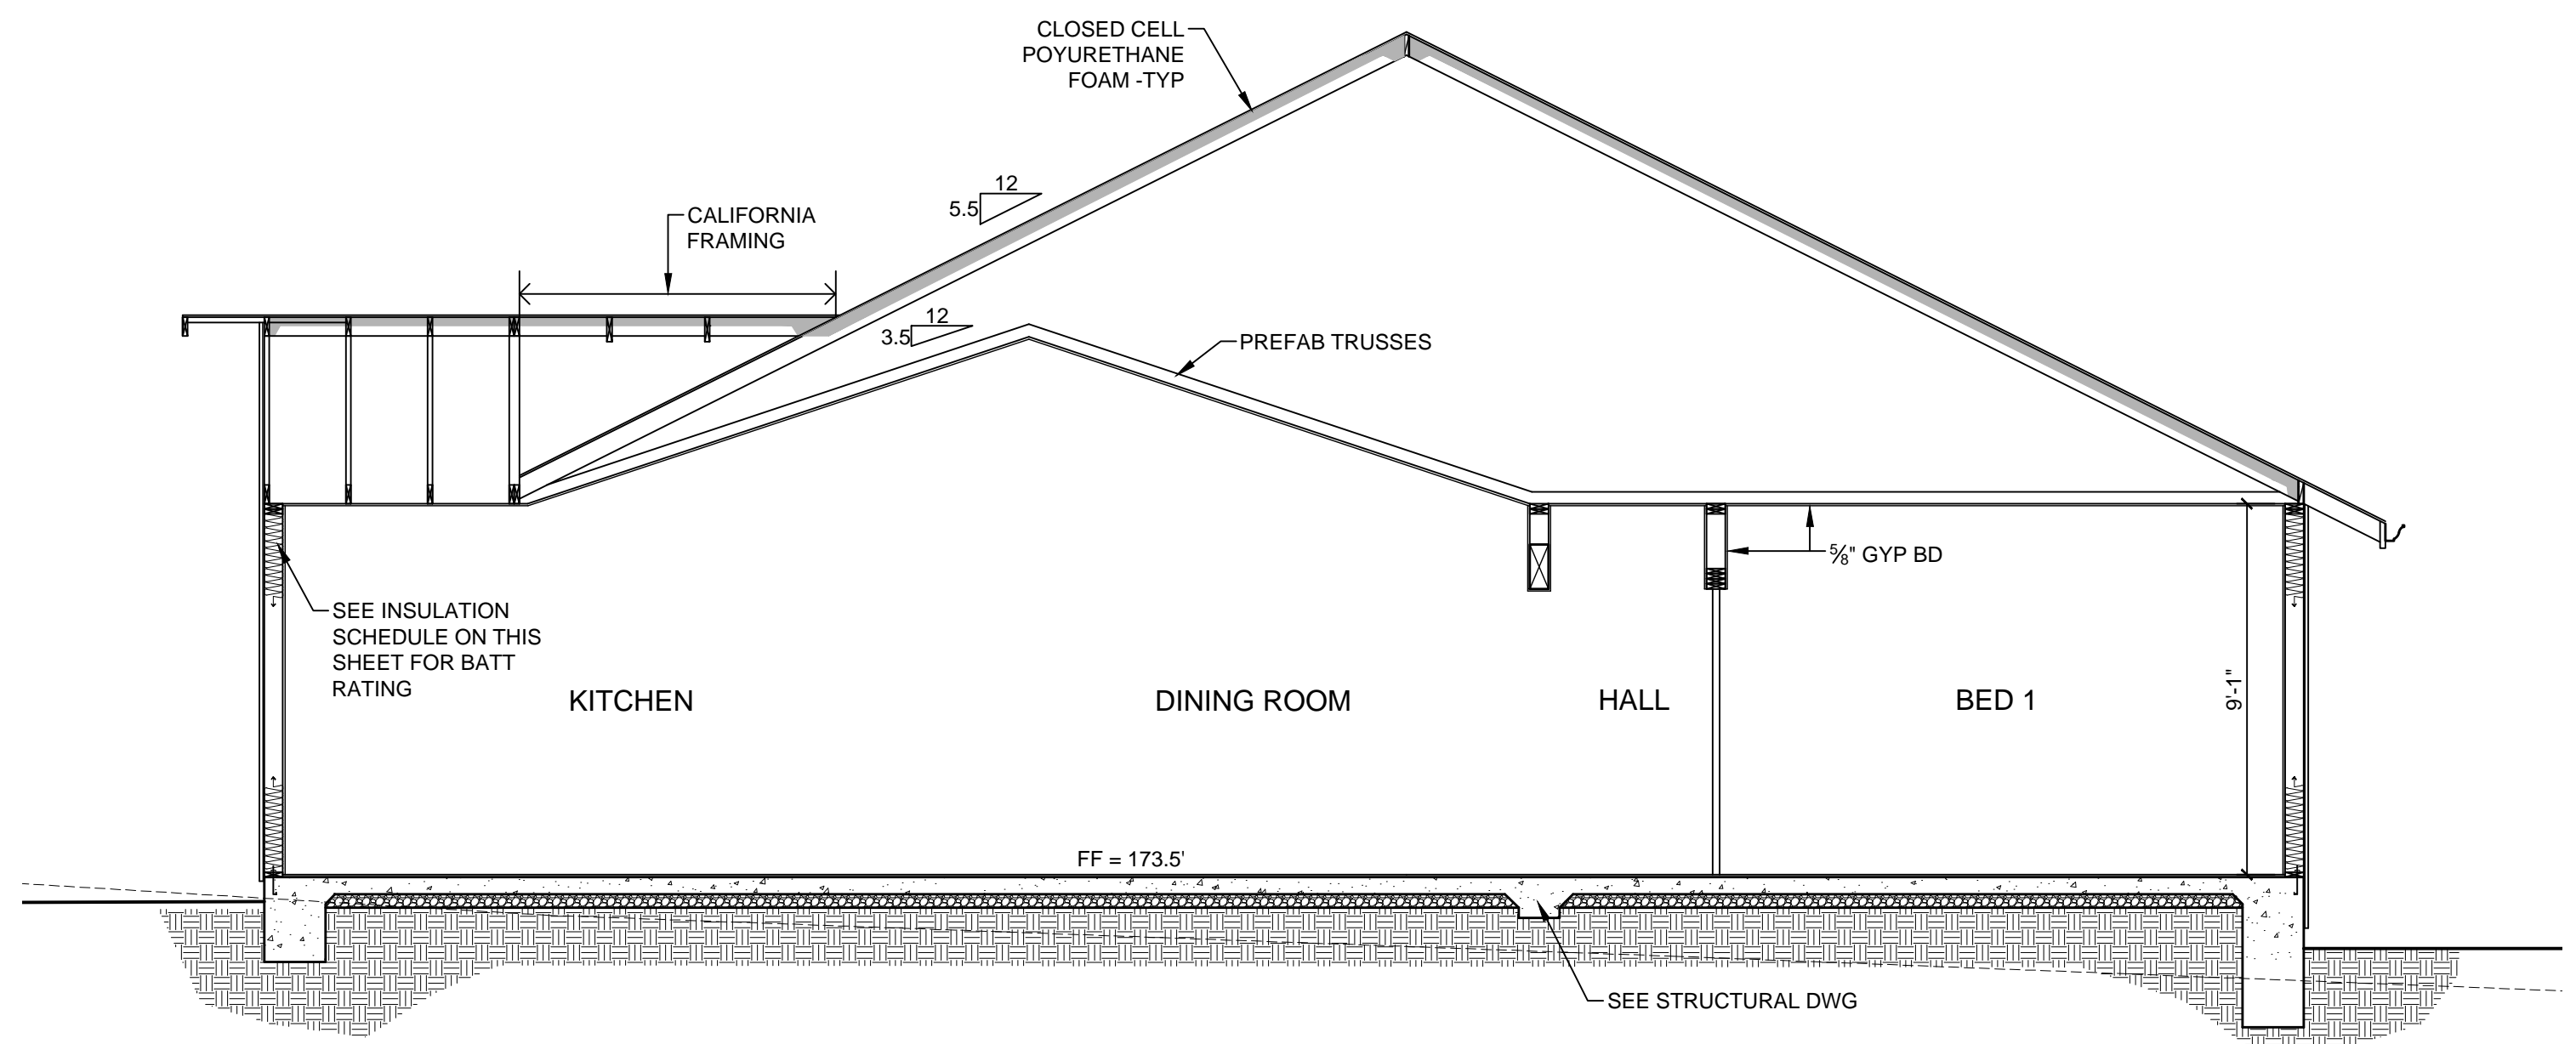 CLOSED CELL
POYURETHANE
FOAM -TYP
12
5.5
CALIFORNIA
FRAMING
12
3.5
PREFAB TRUSSES
⅝" GYP BD
SEE INSULATION
SCHEDULE ON THIS
SHEET FOR BATT
RATING
KITCHEN
DINING ROOM
HALL
BED 1
9'-1"
FF = 173.5'
SEE STRUCTURAL DWG